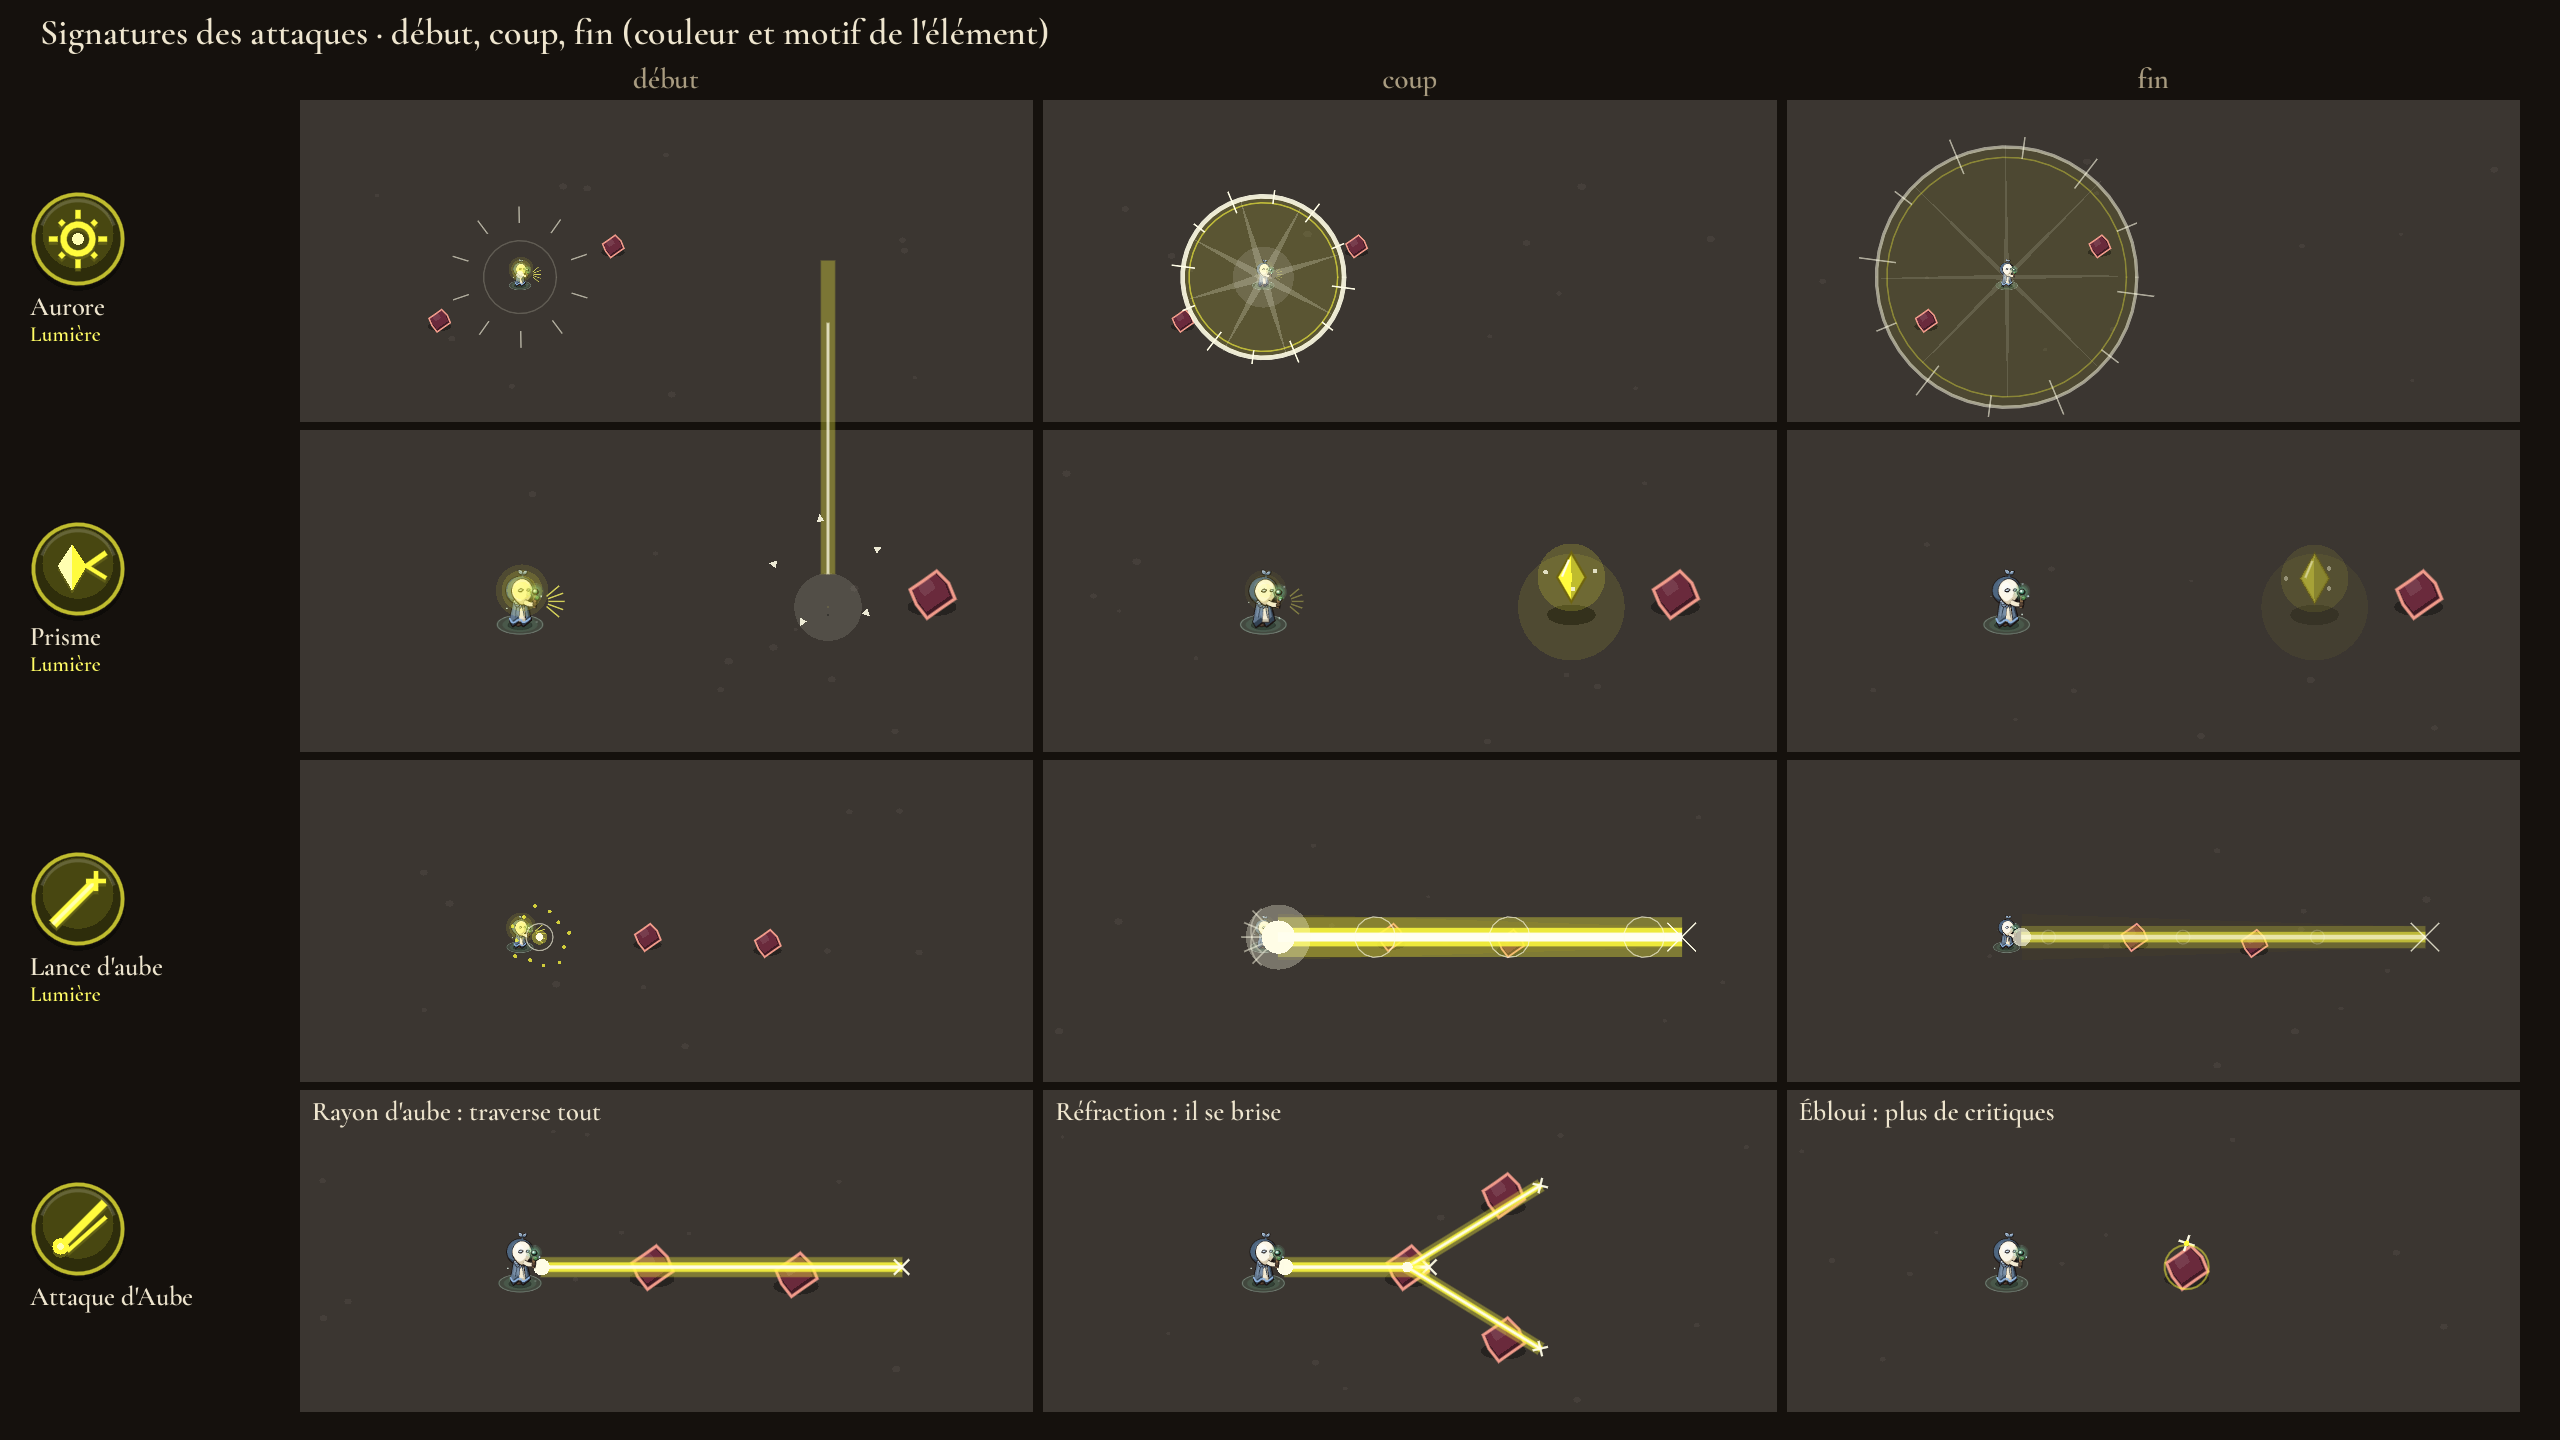 Signatures des attaques · début, coup, fin (couleur et motif de l'élément)
début
coup
fin
Aurore
Lumière
Prisme
Lumière
Lance d'aube
Lumière
Rayon d'aube : traverse tout
Réfraction : il se brise
Ébloui : plus de critiques
Attaque d'Aube